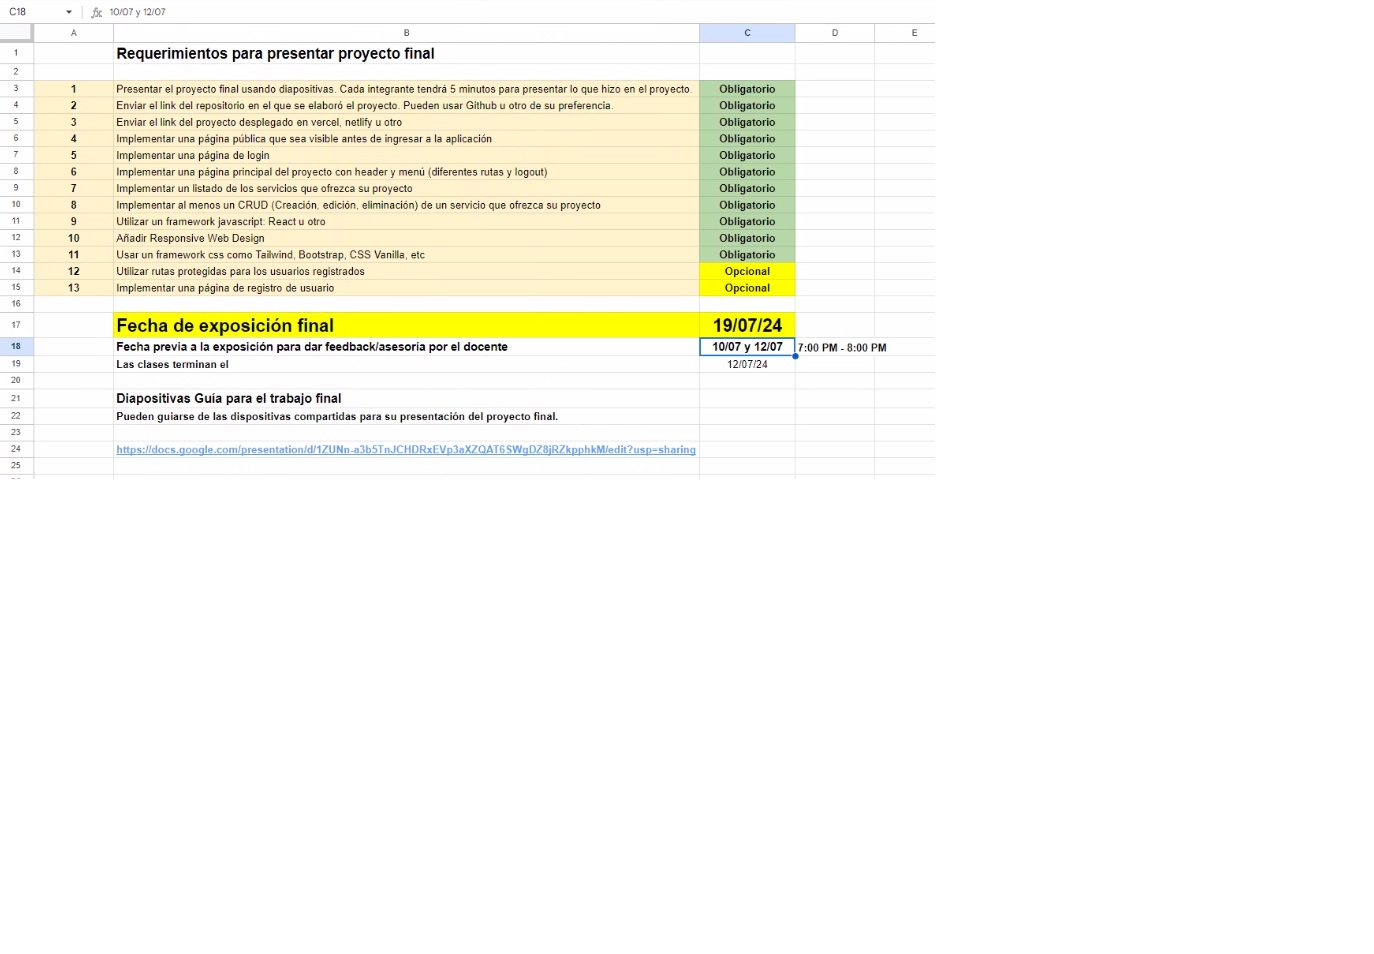 C18 fx 10/07 y 12/07
A B C D E
1 Requerimientos para presentar proyecto final
2
3 1 Presentar el proyecto final usando diapositivas. Cada integrante tendrá 5 minutos para presentar lo que hizo en el proyecto. Obligatorio
4 2 Enviar el link del repositorio en el que se elaboró el proyecto. Pueden usar Github u otro de su preferencia. Obligatorio
5 3 Enviar el link del proyecto desplegado en vercel, netlify u otro Obligatorio
6 4 Implementar una página pública que sea visible antes de ingresar a la aplicación Obligatorio
7 5 Implementar una página de login Obligatorio
8 6 Implementar una página principal del proyecto con header y menú (diferentes rutas y logout) Obligatorio
9 7 Implementar un listado de los servicios que ofrezca su proyecto Obligatorio
10 8 Implementar al menos un CRUD (Creación, edición, eliminación) de un servicio que ofrezca su proyecto Obligatorio
11 9 Utilizar un framework javascript: React u otro Obligatorio
12 10 Añadir Responsive Web Design Obligatorio
13 11 Usar un framework css como Tailwind, Bootstrap, CSS Vanilla, etc Obligatorio
14 12 Utilizar rutas protegidas para los usuarios registrados Opcional
15 13 Implementar una página de registro de usuario Opcional
16
17 Fecha de exposición final 19/07/24
18 Fecha previa a la exposición para dar feedback/asesoría por el docente 10/07 y 12/07 7:00 PM - 8:00 PM
19 Las clases terminan el 12/07/24
20
21 Diapositivas Guía para el trabajo final
22 Pueden guiarse de las dispositivas compartidas para su presentación del proyecto final.
23
24 https://docs.google.com/presentation/d/1ZUNn-a3b5TnJCHDRxEVp3aXZQAT6SWgDZ8jRZkpphkM/edit?usp=sharing
25